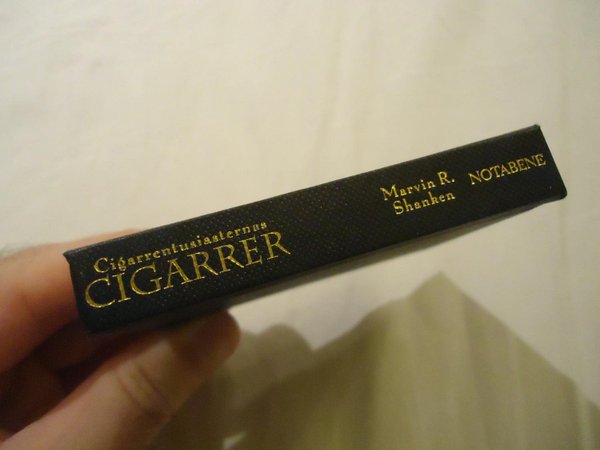 Cigarrentusiasternas
CIGARRER
Marvin R.
Shanken
NOTABENE